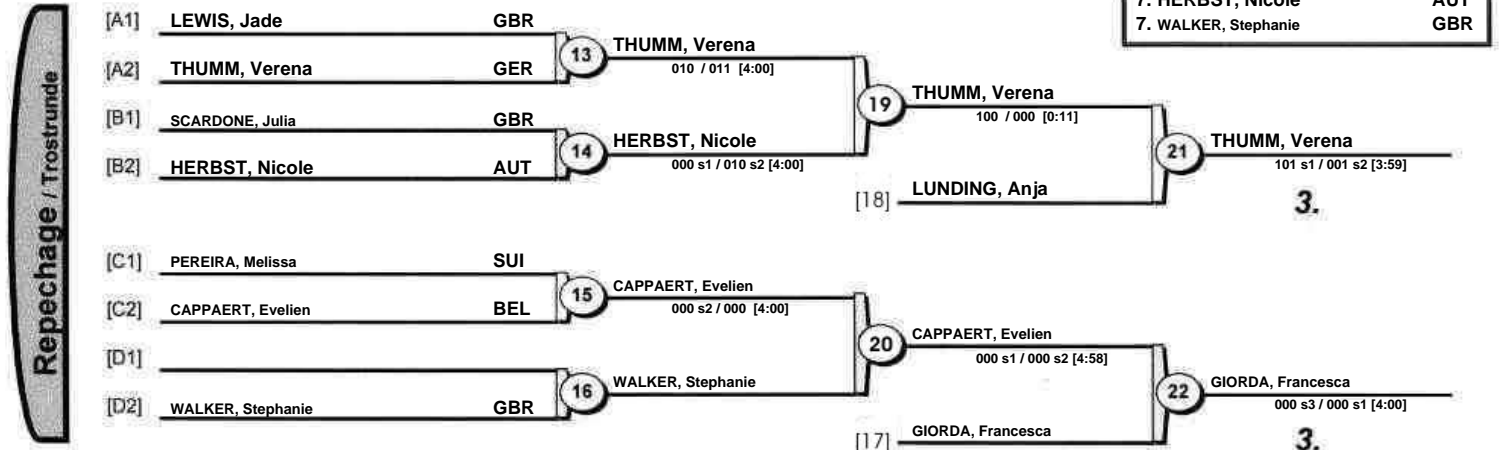 7. HERBST, Nicole AUT
7. WALKER, Stephanie GBR
Repechage / Trostrunde
[A1] LEWIS, Jade GBR
[A2] THUMM, Verena GER
13 THUMM, Verena
010 / 011 [4:00]
[B1] SCARDONE, Julia GBR
[B2] HERBST, Nicole AUT
14 HERBST, Nicole
000 s1 / 010 s2 [4:00]
19 THUMM, Verena
100 / 000 [0:11]
[18] LUNDING, Anja
21 THUMM, Verena
101 s1 / 001 s2 [3:59]
3.
[C1] PEREIRA, Melissa SUI
[C2] CAPPAERT, Evelien BEL
15 CAPPAERT, Evelien
000 s2 / 000 [4:00]
[D1]
[D2] WALKER, Stephanie GBR
16 WALKER, Stephanie
20 CAPPAERT, Evelien
000 s1 / 000 s2 [4:58]
[17] GIORDA, Francesca
22 GIORDA, Francesca
000 s3 / 000 s1 [4:00]
3.